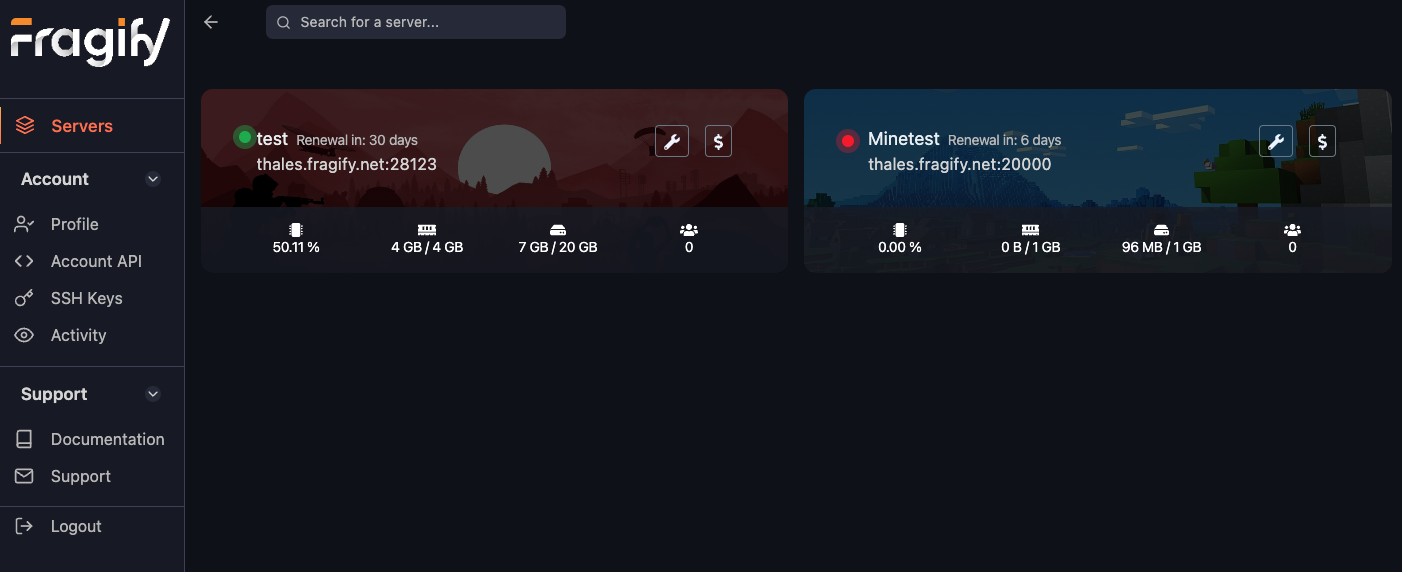 Fragify
Search for a server...
Servers
Account
Profile
Account API
SSH Keys
Activity
Support
Documentation
Support
Logout
test Renewal in: 30 days
thales.fragify.net:28123
$
50.11 %
4 GB / 4 GB
7 GB / 20 GB
0
Minetest Renewal in: 6 days
thales.fragify.net:20000
$
0.00 %
0 B / 1 GB
96 MB / 1 GB
0